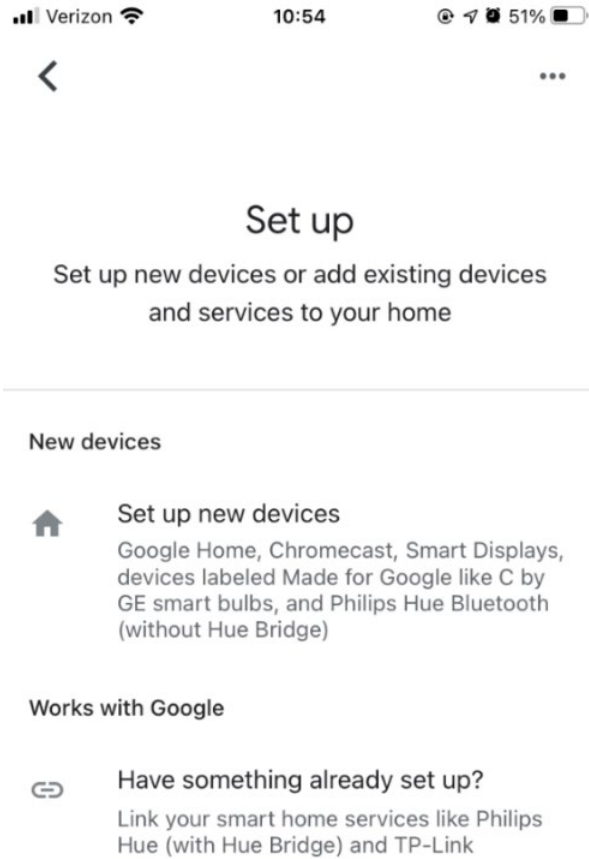 Verizon 10:54 51%
Set up
Set up new devices or add existing devices
and services to your home
New devices
Set up new devices
Google Home, Chromecast, Smart Displays,
devices labeled Made for Google like C by
GE smart bulbs, and Philips Hue Bluetooth
(without Hue Bridge)
Works with Google
Have something already set up?
Link your smart home services like Philips
Hue (with Hue Bridge) and TP-Link